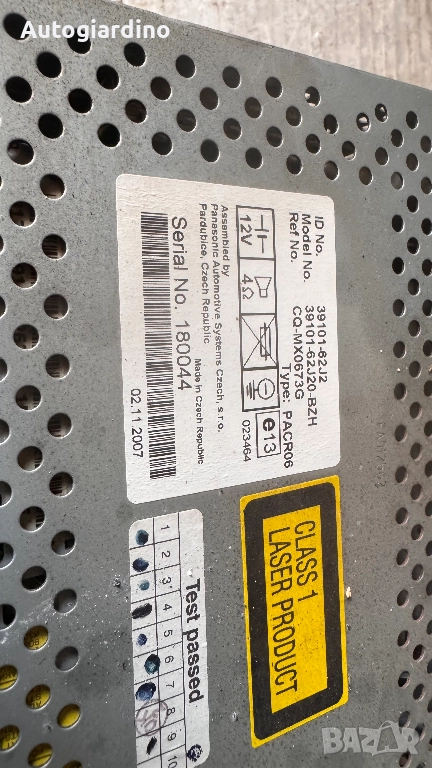 Autogiardino
ID No. 39101-62J2
Model No. 39101-62J20-BZH
Ref No. CQ-MX0673G
Type: PACR06
12V 4Ω
e13
023464
Assembled by
Panasonic Automotive Systems Czech, s.r.o.
Pardubice, Czech Republic
Made in Czech Republic
Serial No. 180044
02.11.2007
CLASS 1
LASER PRODUCT
Test passed
1 2 3 4 5 6 7 8 9 10
BAZAR